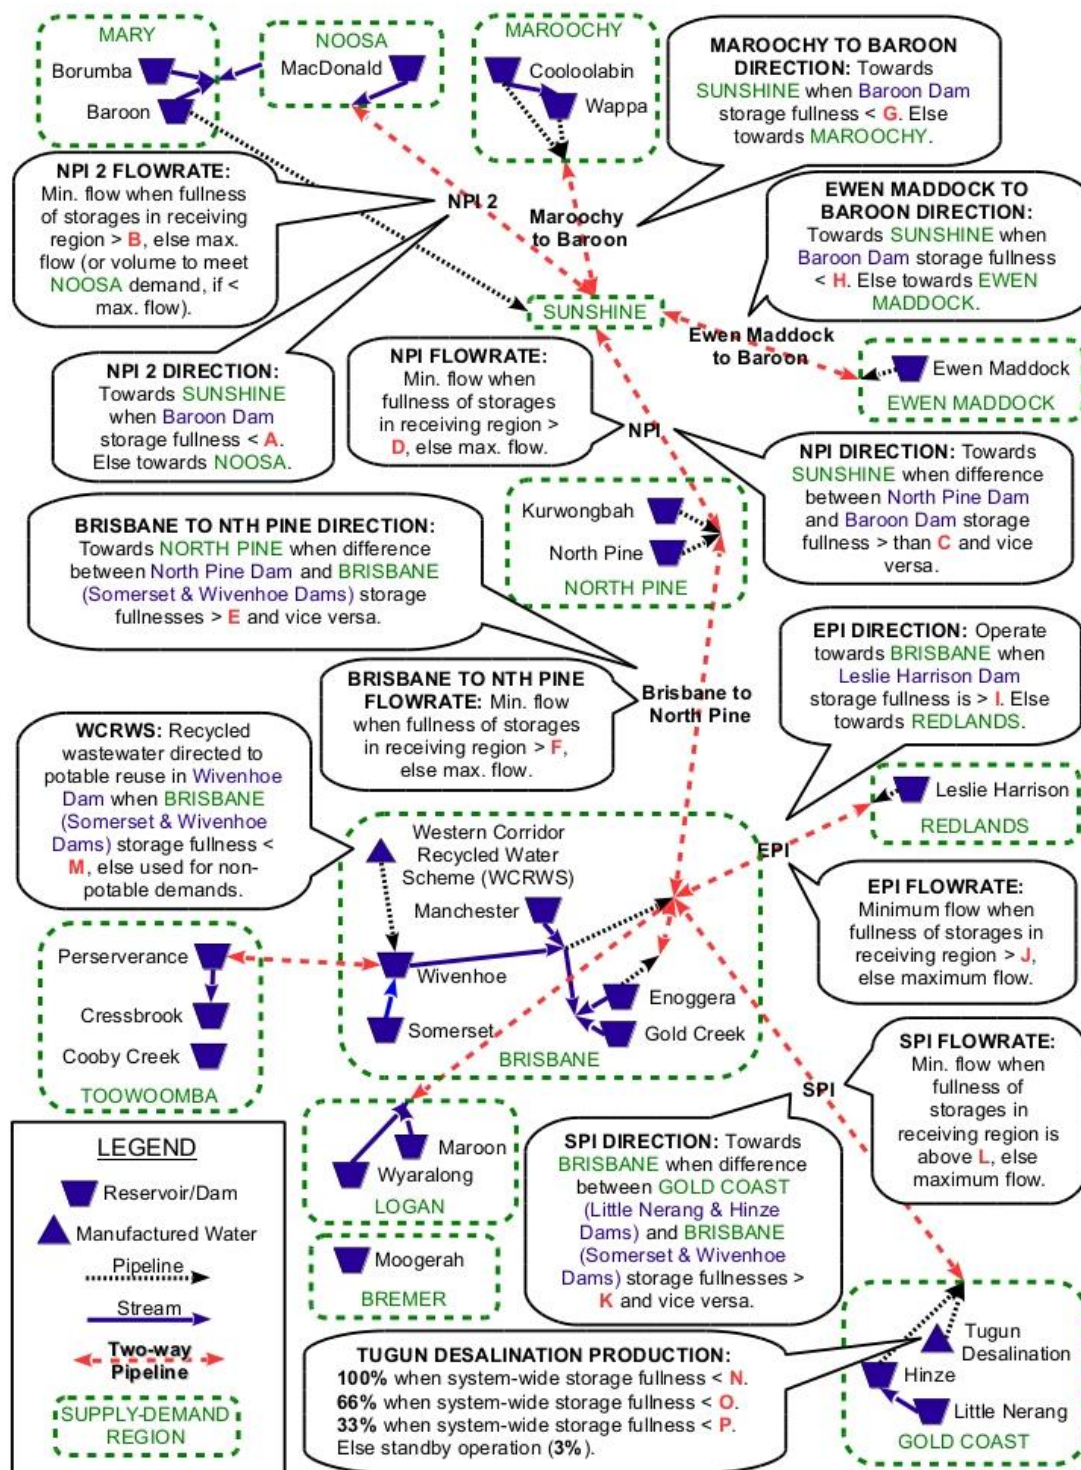 MARY
Borumba
Baroon
NOOSA
MacDonald
MAROOCHY
Cooloolabin
Wappa
MAROOCHY TO BAROON
DIRECTION: Towards
SUNSHINE when Baroon Dam
storage fullness < G. Else
towards MAROOCHY.
NPI 2 FLOWRATE:
Min. flow when fullness
of storages in receiving
region > B, else max.
flow (or volume to meet
NOOSA demand, if <
max. flow).
NPI 2
Maroochy
to Baroon
EWEN MADDOCK TO
BAROON DIRECTION:
Towards SUNSHINE when
Baroon Dam storage fullness
< H. Else towards EWEN
MADDOCK.
SUNSHINE
Ewen Maddock
to Baroon
Ewen Maddock
EWEN MADDOCK
NPI 2 DIRECTION:
Towards SUNSHINE
when Baroon Dam
storage fullness < A.
Else towards NOOSA.
NPI FLOWRATE:
Min. flow when
fullness of storages
in receiving region >
D, else max. flow.
NPI
NPI DIRECTION: Towards
SUNSHINE when difference
between North Pine Dam
and Baroon Dam storage
fullness > than C and vice
versa.
Kurwongbah
North Pine
NORTH PINE
BRISBANE TO NTH PINE DIRECTION:
Towards NORTH PINE when difference
between North Pine Dam and BRISBANE
(Somerset & Wivenhoe Dams) storage
fullnesses > E and vice versa.
BRISBANE TO NTH PINE
FLOWRATE: Min. flow
when fullness of storages
in receiving region > F,
else max. flow.
Brisbane to
North Pine
EPI DIRECTION: Operate
towards BRISBANE when
Leslie Harrison Dam
storage fullness is > I. Else
towards REDLANDS.
WCRWS: Recycled
wastewater directed to
potable reuse in Wivenhoe
Dam when BRISBANE
(Somerset & Wivenhoe
Dams) storage fullness <
M, else used for non-
potable demands.
Leslie Harrison
REDLANDS
EPI
Western Corridor
Recycled Water
Scheme (WCRWS)
Manchester
Wivenhoe
Somerset
Enoggera
Gold Creek
BRISBANE
EPI FLOWRATE:
Minimum flow when
fullness of storages in
receiving region > J,
else maximum flow.
Perserverance
Cressbrook
Cooby Creek
TOOWOOMBA
SPI
SPI FLOWRATE:
Min. flow when
fullness of
storages in
receiving region is
above L, else
maximum flow.
Maroon
Wyaralong
LOGAN
SPI DIRECTION: Towards
BRISBANE when difference
between GOLD COAST
(Little Nerang & Hinze
Dams) and BRISBANE
(Somerset & Wivenhoe
Dams) storage fullnesses >
K and vice versa.
Moogerah
BREMER
LEGEND
Reservoir/Dam
Manufactured Water
Pipeline
Stream
Two-way
Pipeline
SUPPLY-DEMAND
REGION
TUGUN DESALINATION PRODUCTION:
100% when system-wide storage fullness < N.
66% when system-wide storage fullness < O.
33% when system-wide storage fullness < P.
Else standby operation (3%).
Tugun
Desalination
Hinze
Little Nerang
GOLD COAST